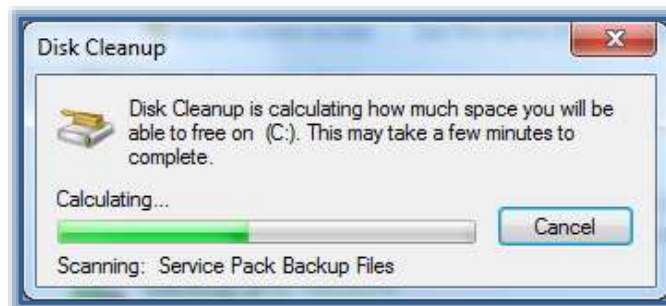 Disk Cleanup
Disk Cleanup is calculating how much space you will be
able to free on  (C:). This may take a few minutes to
complete.
Calculating...
Cancel
Scanning:  Service Pack Backup Files